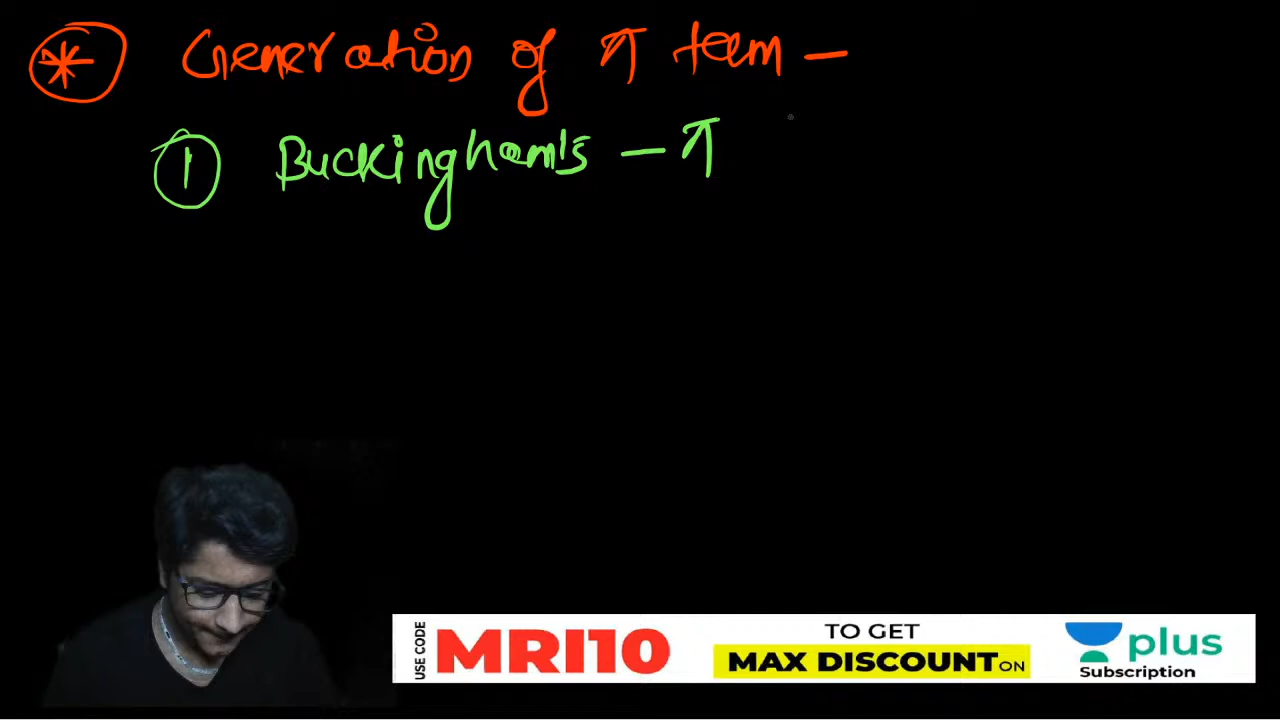 * Generation of π term -
① Buckingham's - π
USE CODE MRI10
TO GET
MAX DISCOUNT ON
plus
Subscription